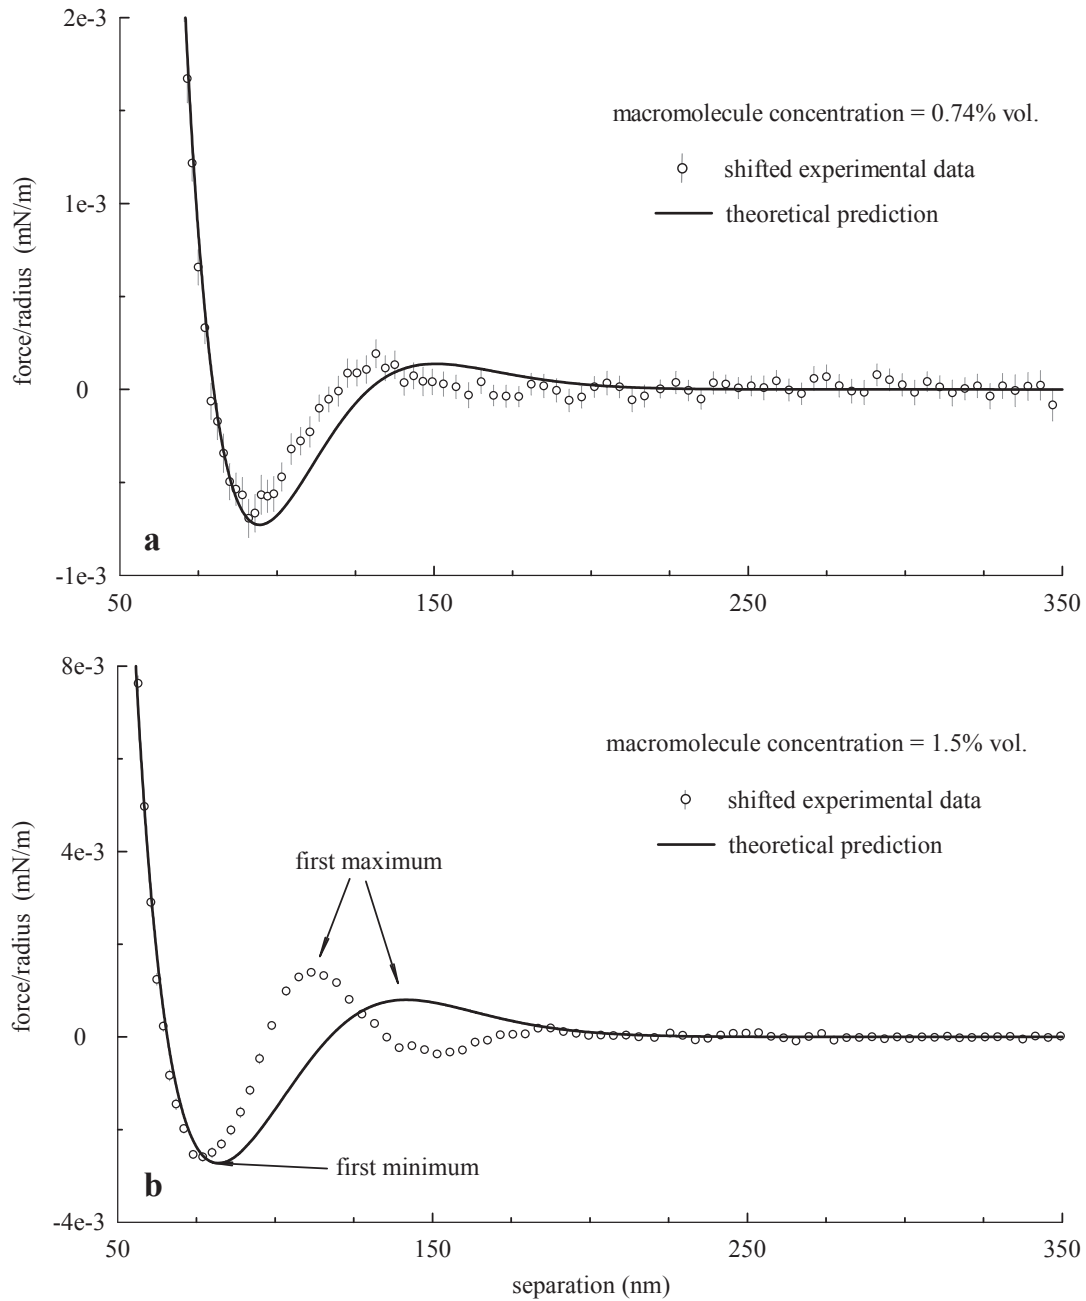 2e-3
macromolecule concentration = 0.74% vol.
shifted experimental data
1e-3
theoretical prediction
force/radius (mN/m)
0
a
-1e-3
50
150
250
350
8e-3
macromolecule concentration = 1.5% vol.
shifted experimental data
4e-3
theoretical prediction
first maximum
force/radius (mN/m)
0
first minimum
b
-4e-3
50
150
250
350
separation (nm)